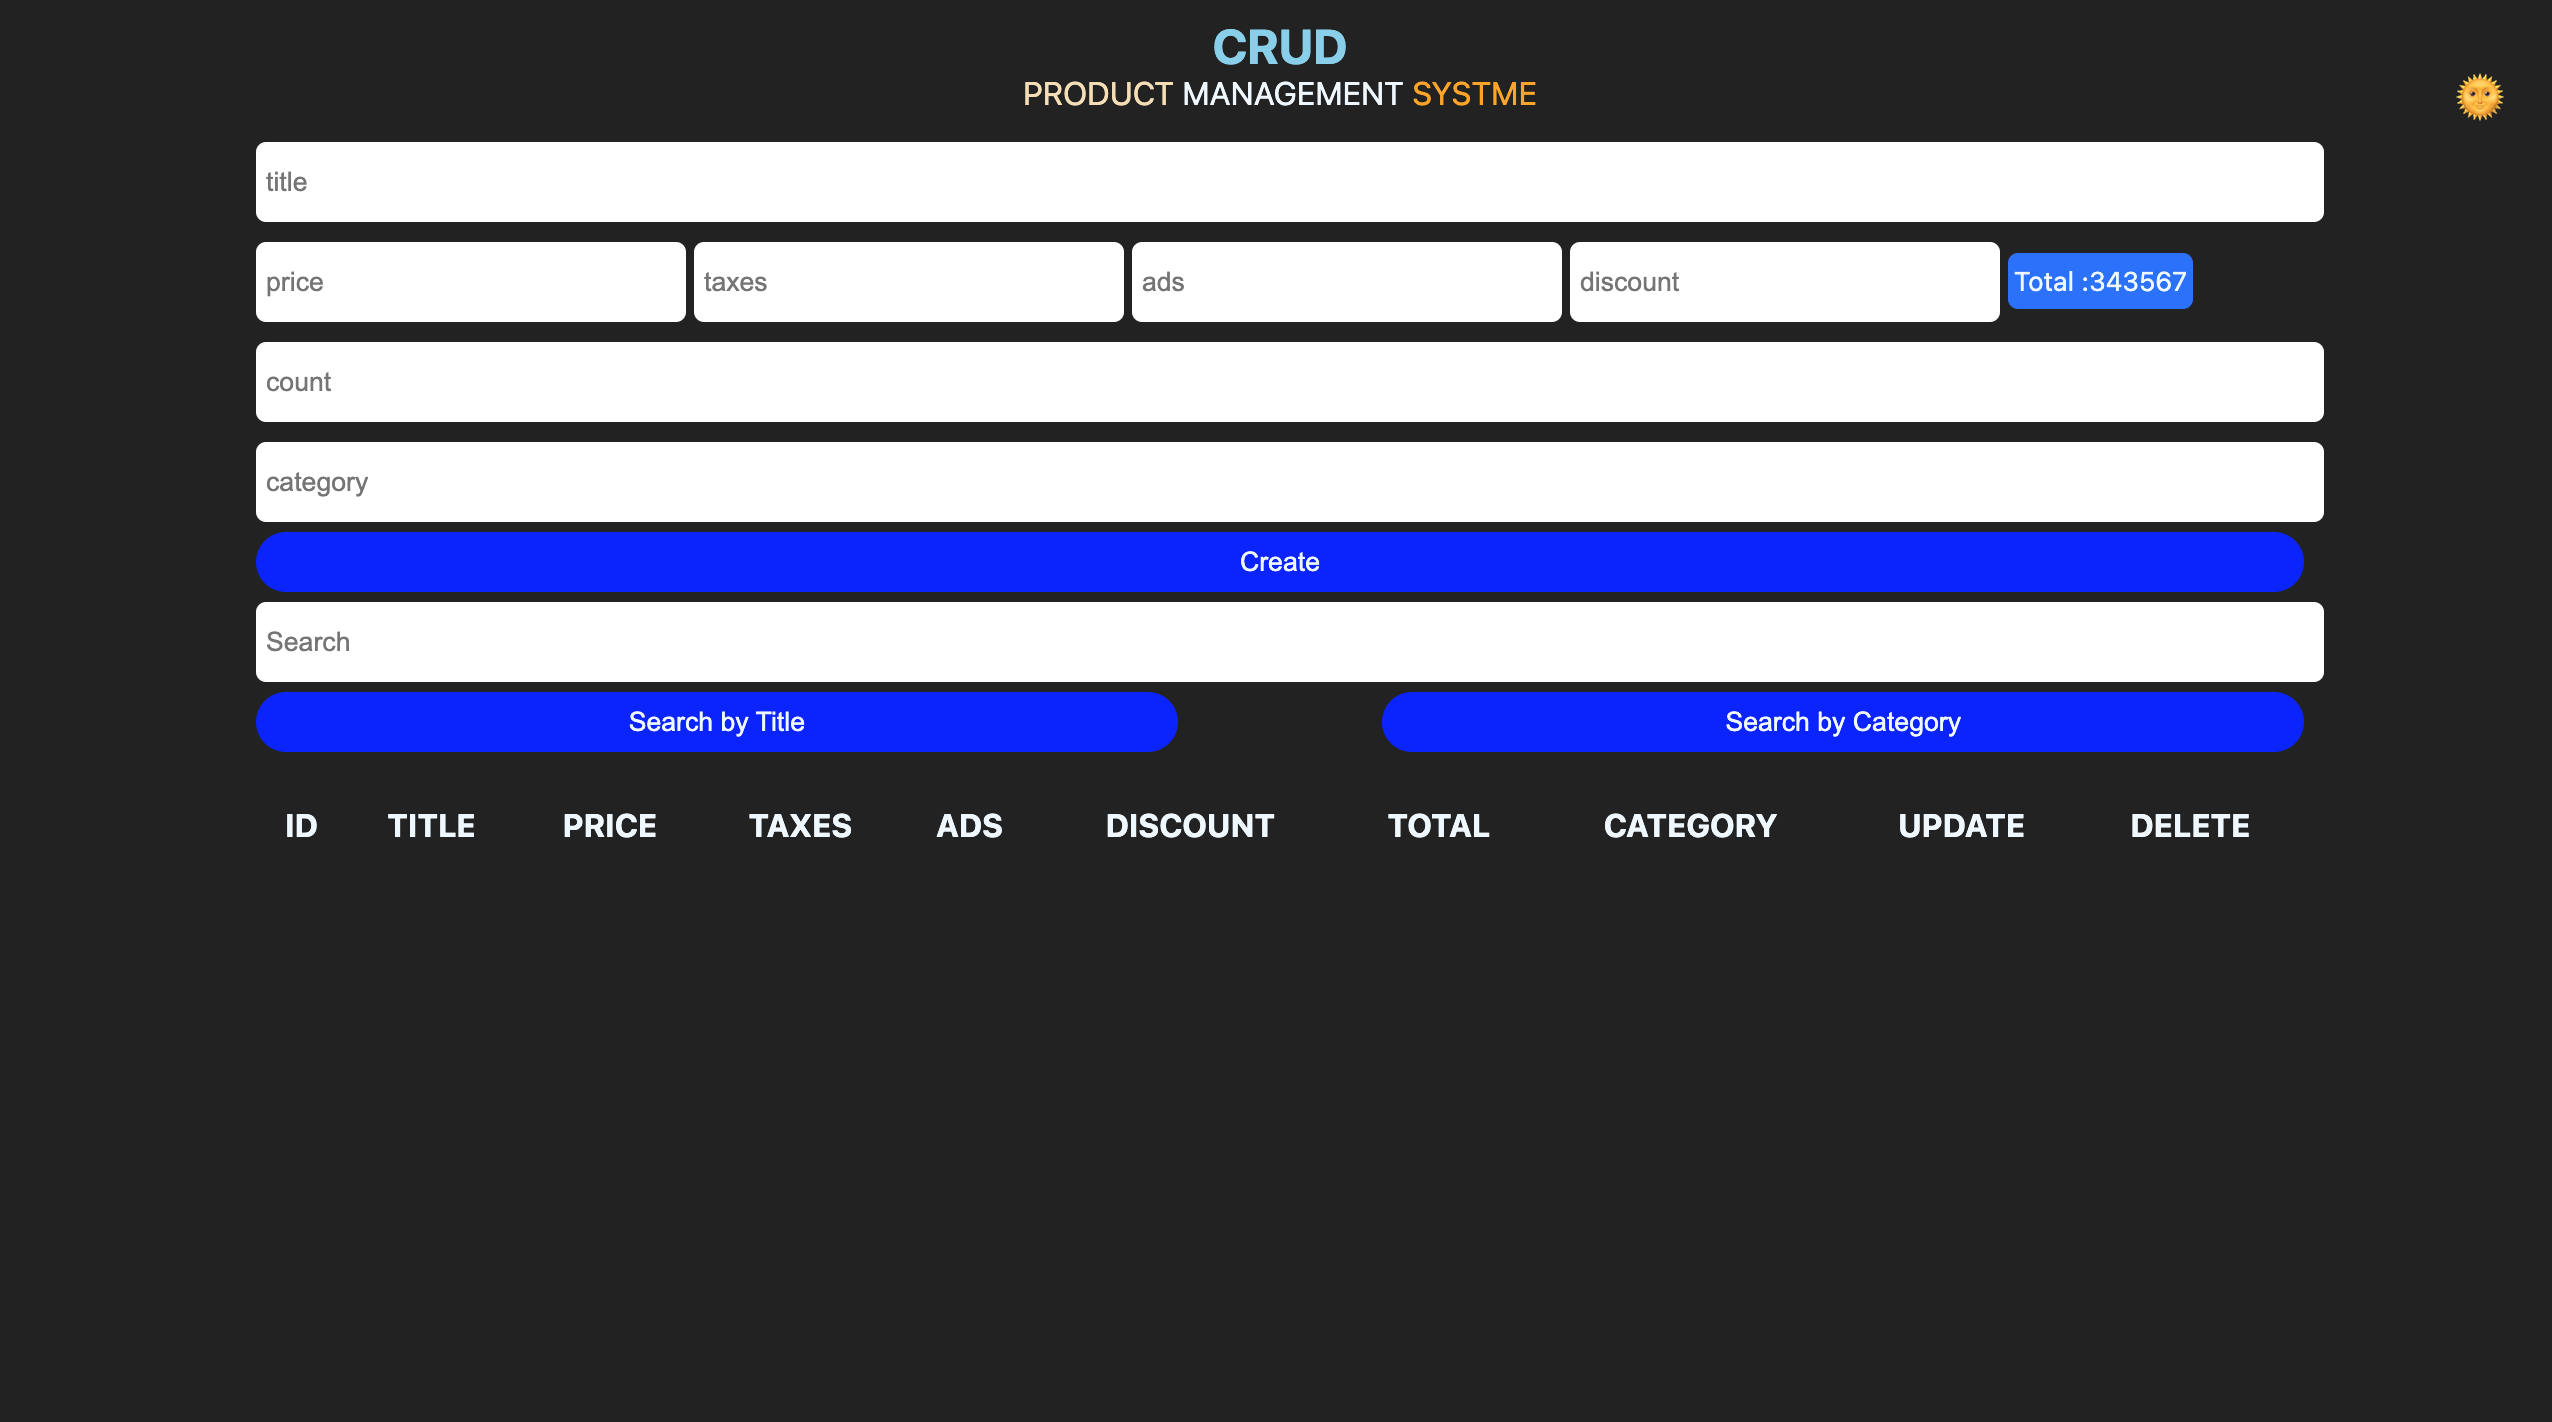 CRUD
PRODUCT MANAGEMENT SYSTME
title
price taxes ads discount Total :343567
count
category
Create
Search
Search by Title Search by Category
ID TITLE PRICE TAXES ADS DISCOUNT TOTAL CATEGORY UPDATE DELETE